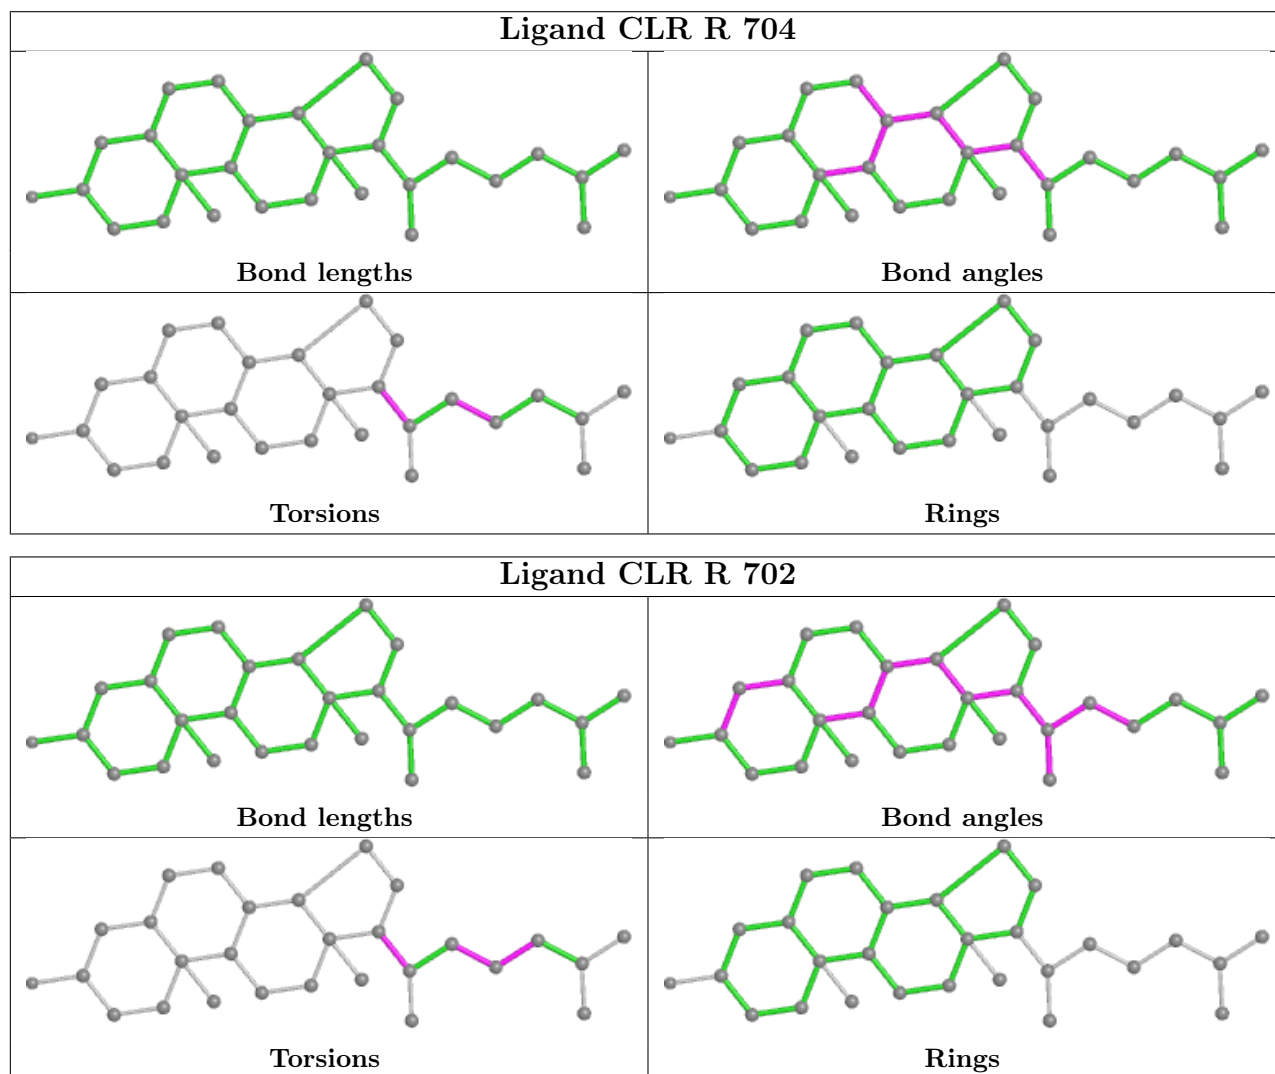 Ligand CLR R 704
Bond lengths
Bond angles
Torsions
Rings
Ligand CLR R 702
Bond lengths
Bond angles
Torsions
Rings